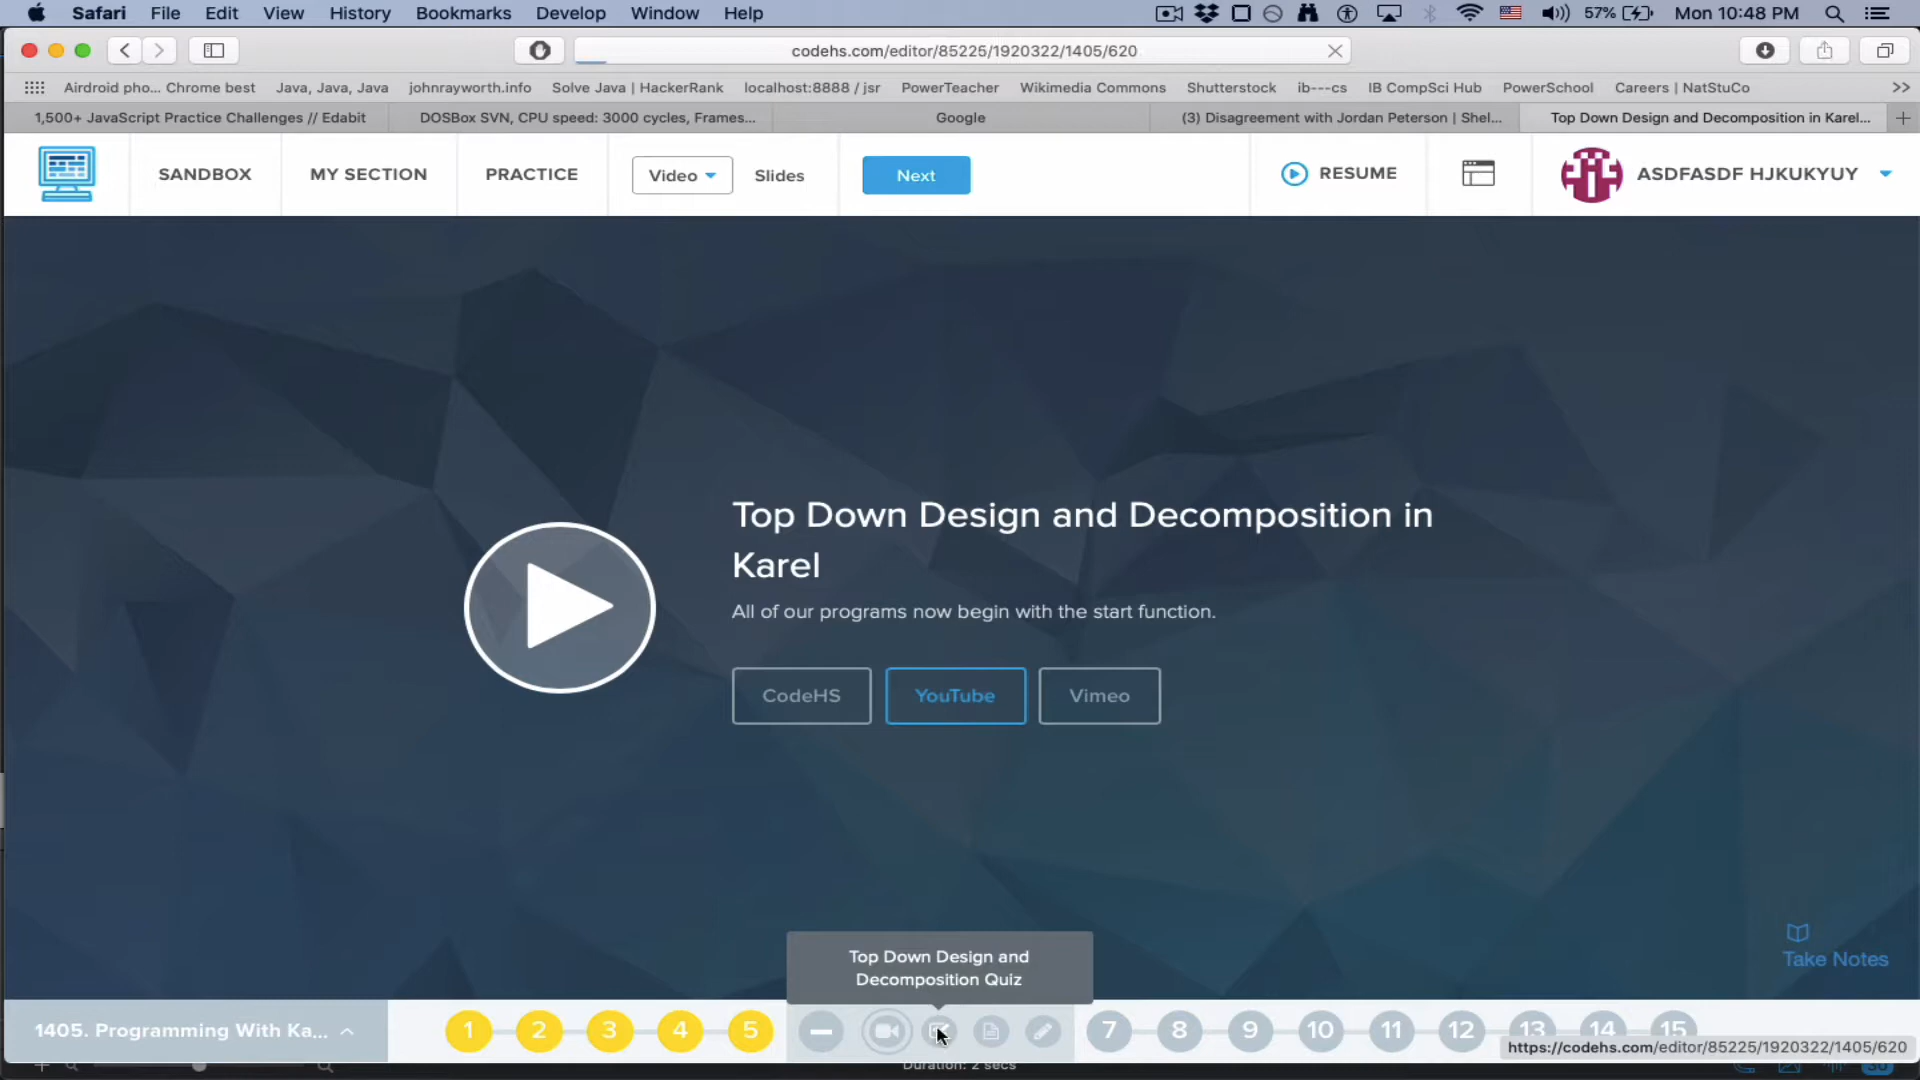 Safari File Edit View History Bookmarks Develop Window Help 57% Mon 10:48 PM
codehs.com/editor/85225/1920322/1405/620
Airdroid pho... Chrome best Java, Java, Java johnrayworth.info Solve Java | HackerRank localhost:8888 / jsr PowerTeacher Wikimedia Commons Shutterstock ib---cs IB CompSci Hub PowerSchool Careers | NatStuCo
1,500+ JavaScript Practice Challenges // Edabit DOSBox SVN, CPU speed: 3000 cycles, Frames... Google (3) Disagreement with Jordan Peterson | Shel... Top Down Design and Decomposition in Karel...
SANDBOX MY SECTION PRACTICE Video Slides Next RESUME ASDFASDF HJKUKYUY
Top Down Design and Decomposition in
Karel
All of our programs now begin with the start function.
CodeHS YouTube Vimeo
Take Notes
Top Down Design and
Decomposition Quiz
1405. Programming With Ka... 1 2 3 4 5 7 8 9 10 11 12 13 14 15
https://codehs.com/editor/85225/1920322/1405/620
Duration: 2 secs